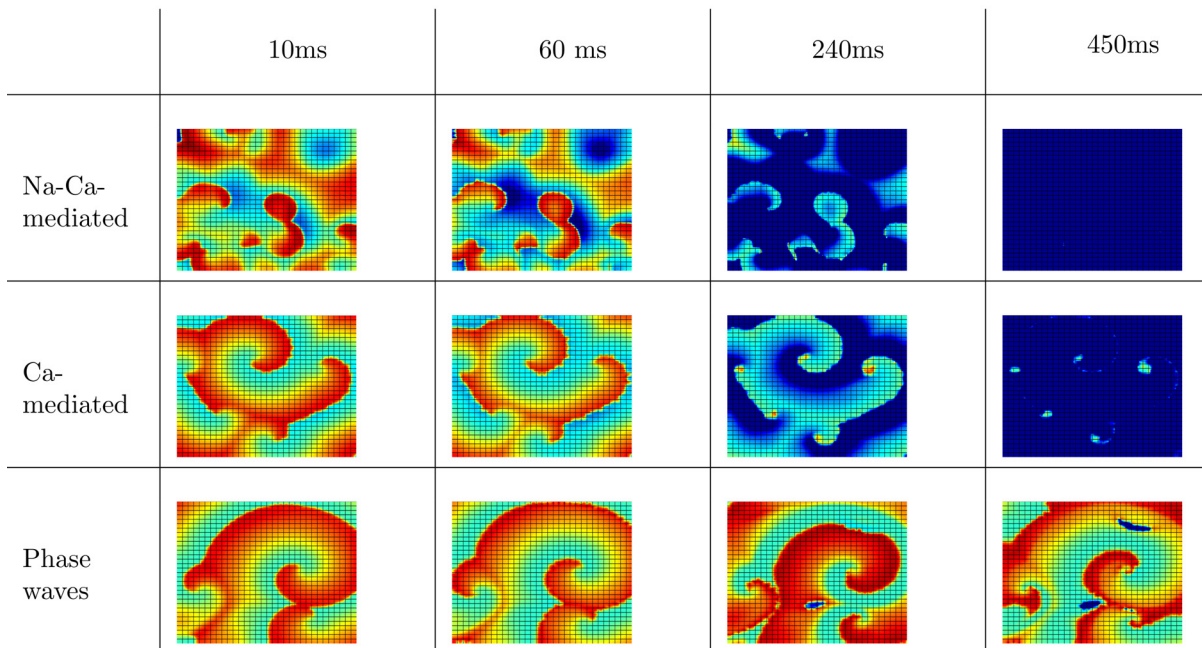 10ms
60 ms
240ms
450ms
Na-Ca-
mediated
Ca-
mediated
Phase
waves